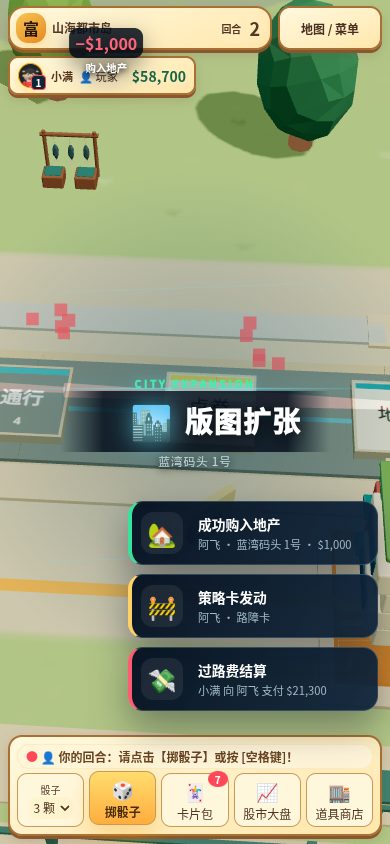 富
山海都市岛
回合 2
地图 / 菜单
−$1,000
购入地产
1
小满 👤 玩家
$58,700
通行
4
地
CITY EXPANSION
版图扩张
蓝湾码头 1号
成功购入地产
阿飞 · 蓝湾码头 1号 · $1,000
策略卡发动
阿飞 · 路障卡
过路费结算
小满 向 阿飞 支付 $21,300
👤 你的回合：请点击【掷骰子】或按 [空格键]!
骰子
3 颗
掷骰子
7
卡片包
股市大盘
道具商店